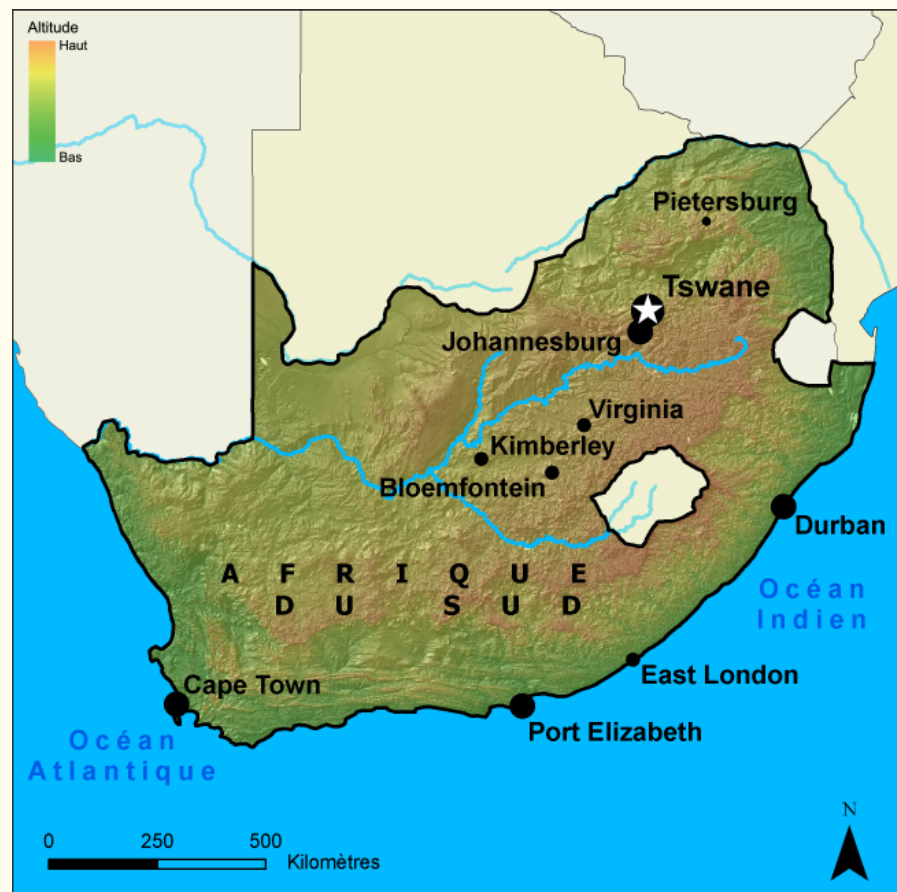 Altitude
Haut
Bas
Pietersburg
Tswane
Johannesburg
Virginia
Kimberley
Bloemfontein
Durban
A F R I Q U E
D U S U D
Océan
Indien
East London
Cape Town
Port Elizabeth
Océan
Atlantique
0 250 500
Kilomètres
N